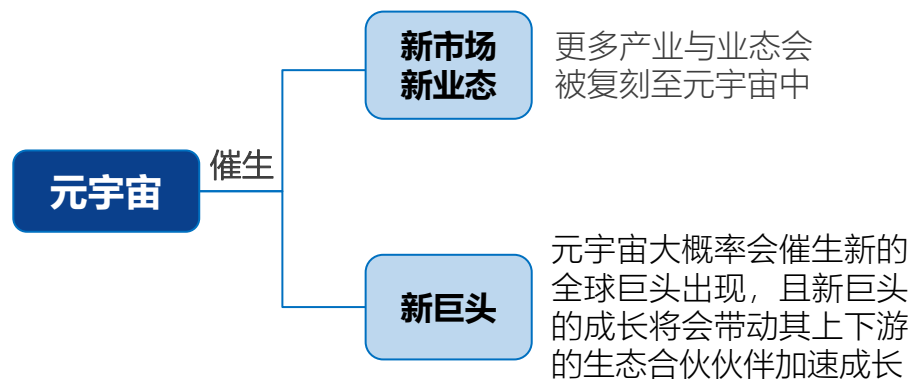 元宇宙
催生
新市场
新业态
更多产业与业态会
被复刻至元宇宙中
新巨头
元宇宙大概率会催生新的
全球巨头出现，且新巨头
的成长将会带动其上下游
的生态合伙伙伴加速成长